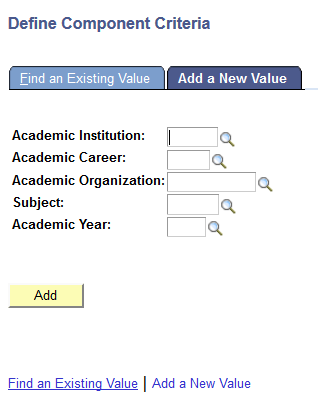 Define Component Criteria
Find an Existing Value Add a New Value
Academic Institution:
Academic Career:
Academic Organization:
Subject:
Academic Year:
Add
Find an Existing Value | Add a New Value